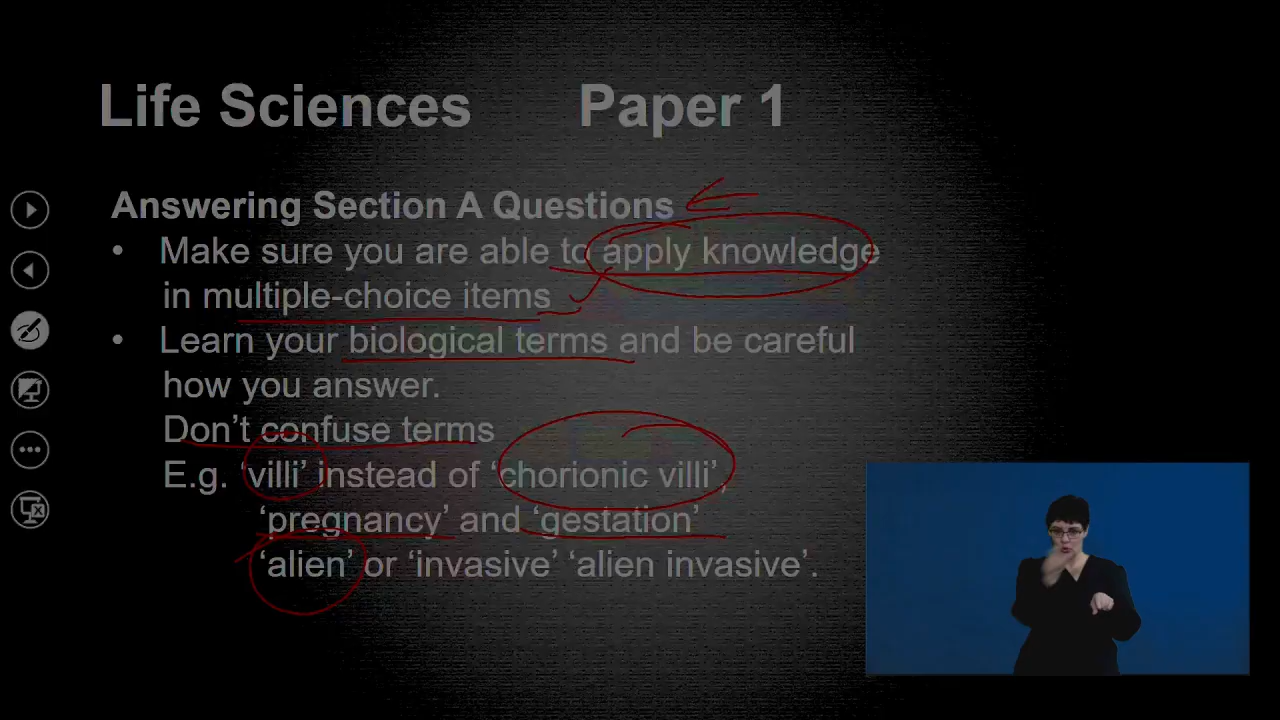 Life Sciences Paper 1
Answering Section A Questions
• Make sure you are able to apply knowledge
in multiple-choice items
• Learn your biological terms and be careful
how you answer.
Don’t confuse terms
E.g. ‘villi’ instead of ‘chorionic villi’,
‘pregnancy’ and ‘gestation’
‘alien’ or ‘invasive’ ‘alien invasive’.